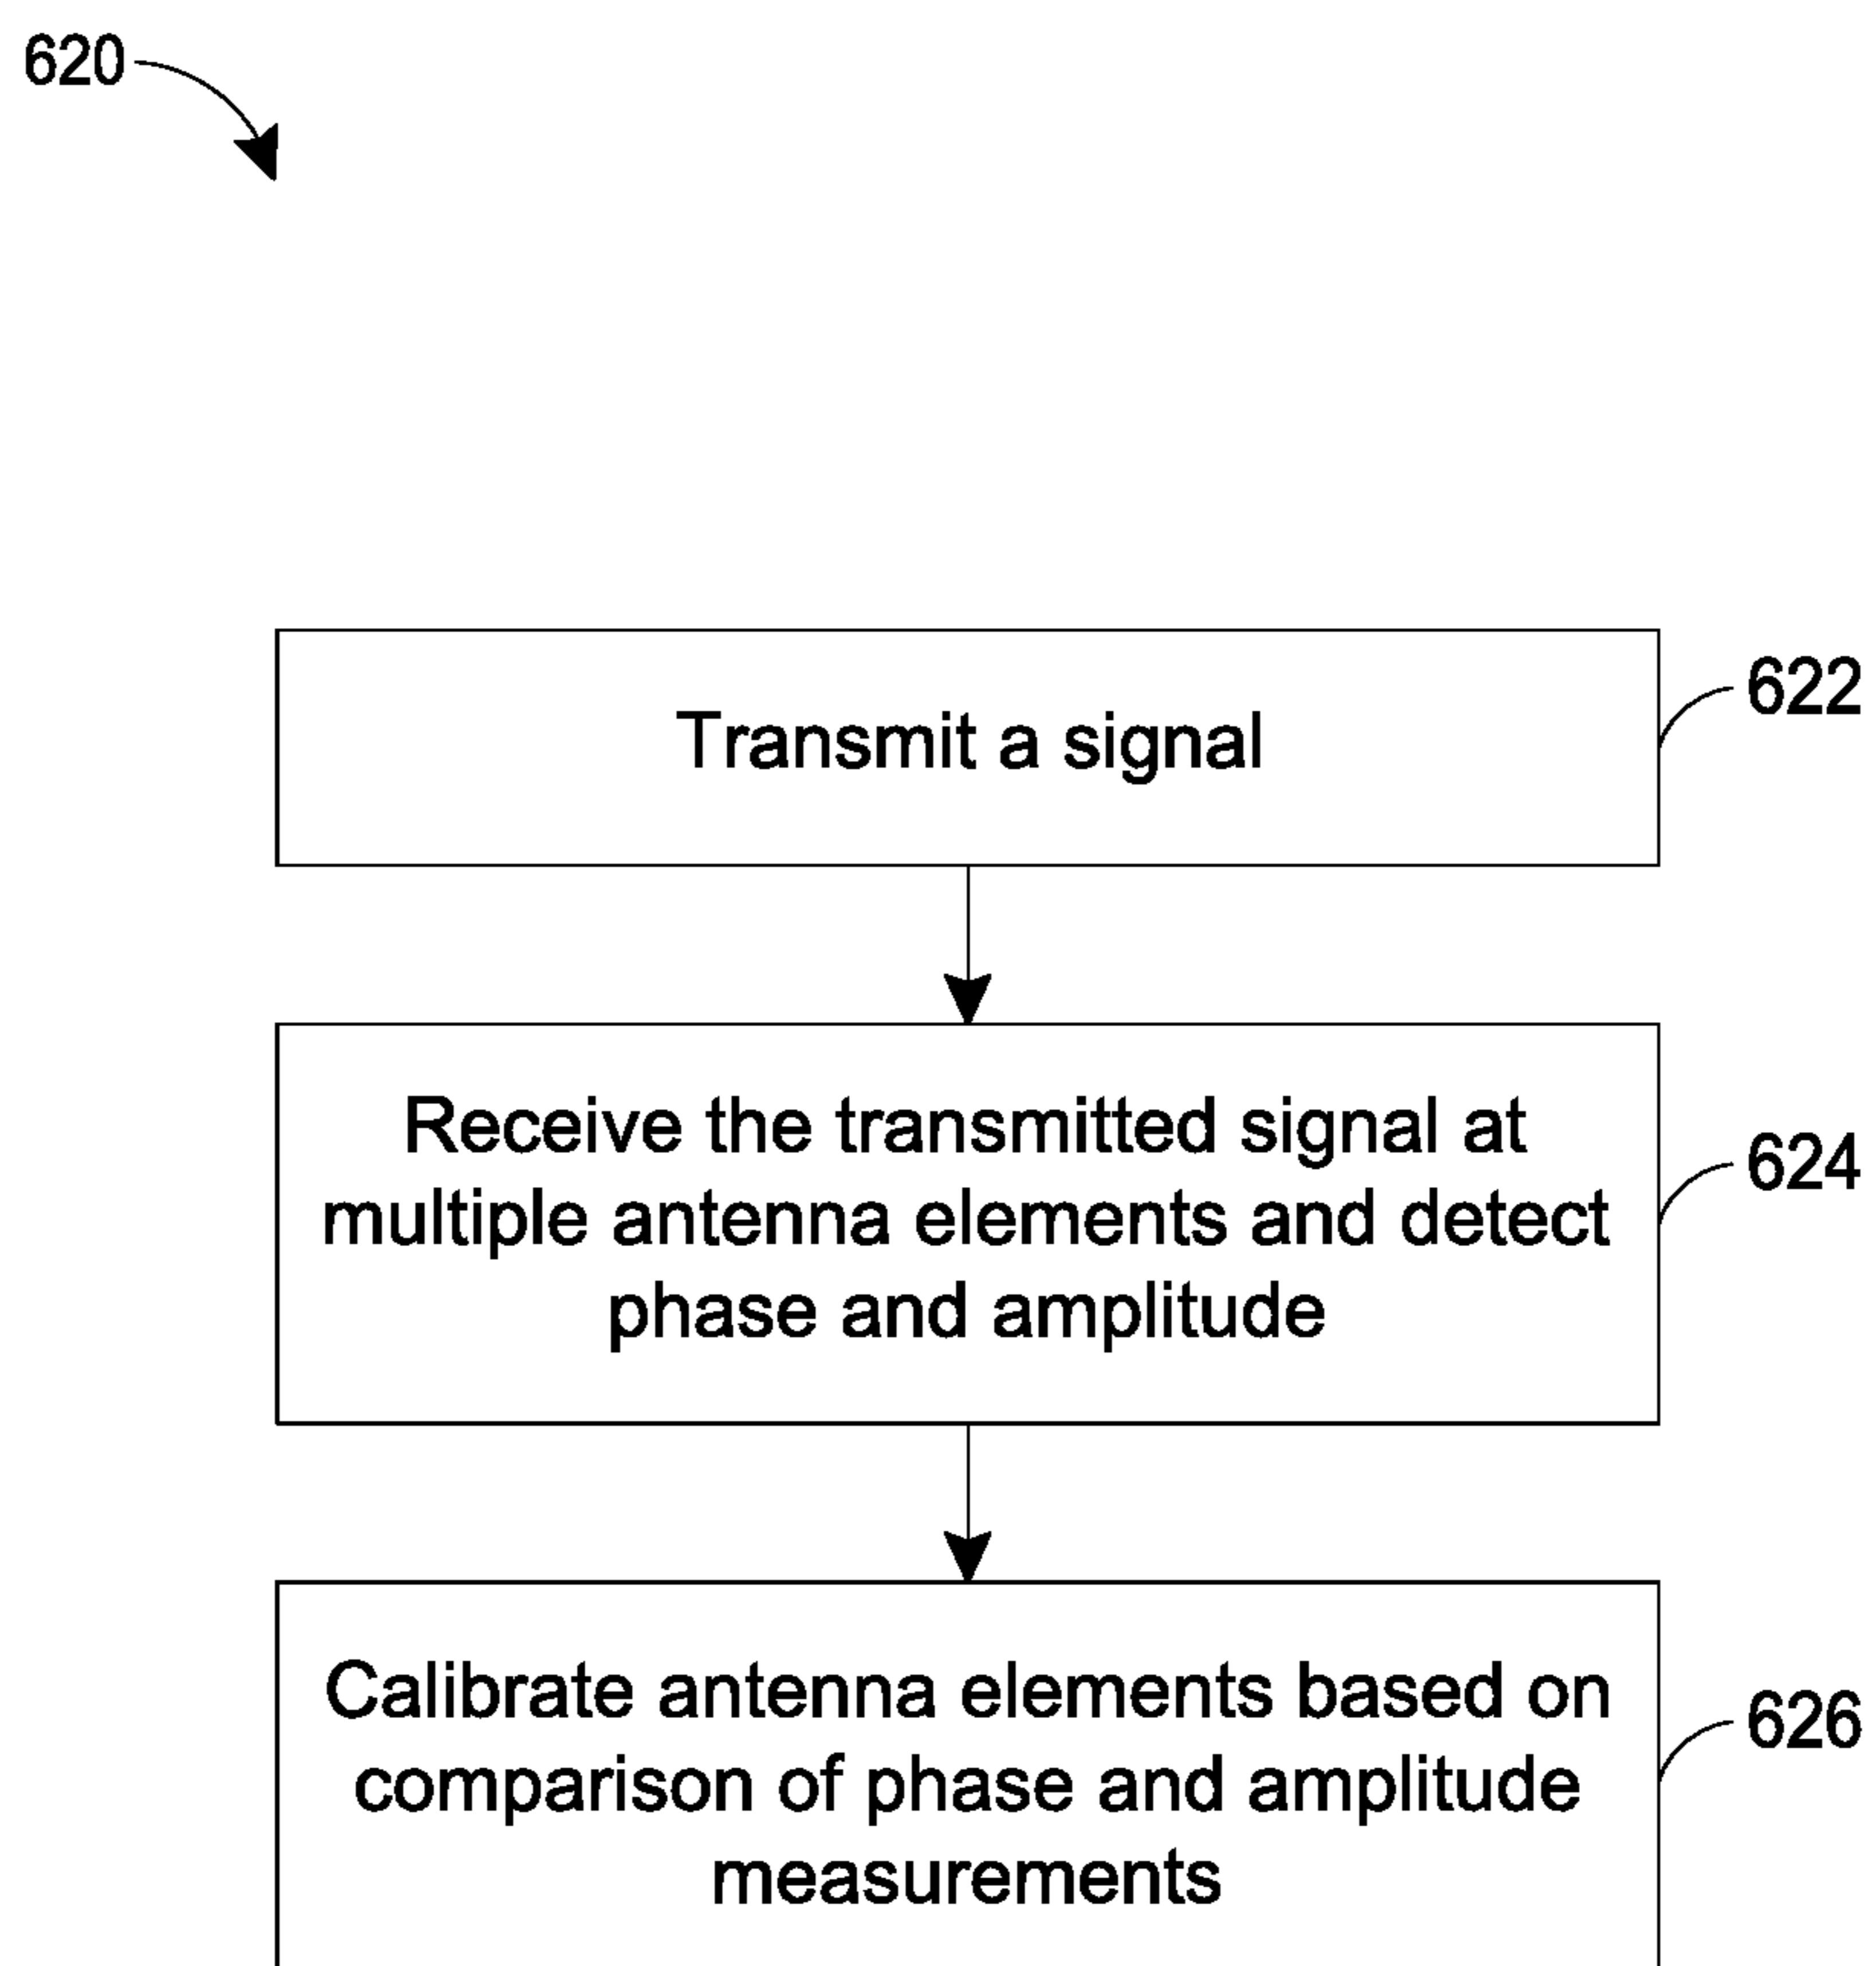 620
Transmit a signal
622
Receive the transmitted signal at
multiple antenna elements and detect
phase and amplitude
624
Calibrate antenna elements based on
comparison of phase and amplitude
measurements
626